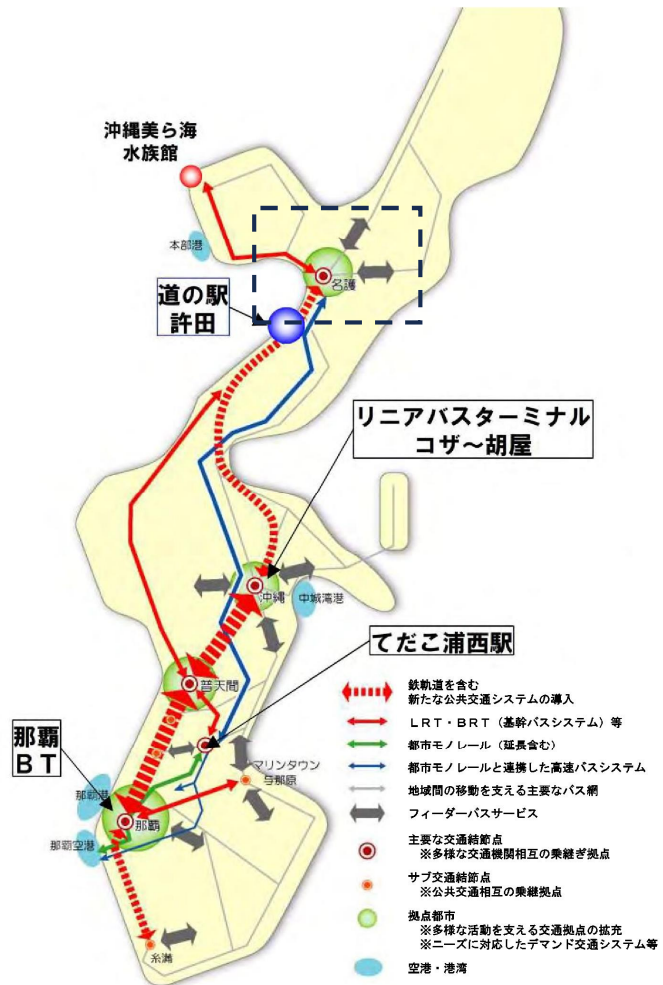 沖縄美ら海
水族館
本部港
名護
道の駅
許田
リニアバスターミナル
コザ～胡屋
沖縄
中城湾港
てだこ浦西駅
普天間
那覇
ＢＴ
マリンタウン
与那原
那覇港
那覇
那覇空港
糸満
鉄軌道を含む
新たな公共交通システムの導入
ＬＲＴ・ＢＲＴ（基幹バスシステム）等
都市モノレール（延長含む）
都市モノレールと連携した高速バスシステム
地域間の移動を支える主要なバス網
フィーダーバスサービス
主要な交通結節点
※多様な交通機関相互の乗継ぎ拠点
サブ交通結節点
※公共交通相互の乗継拠点
拠点都市
※多様な活動を支える交通拠点の拡充
※ニーズに対応したデマンド交通システム等
空港・港湾